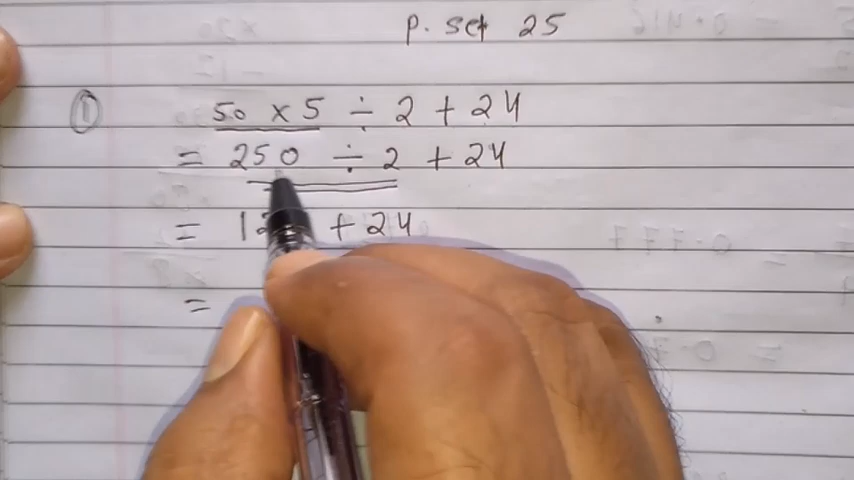 P. Set 25
① 50 × 5 ÷ 2 + 24
= 250 ÷ 2 + 24
= 12 + 24
=